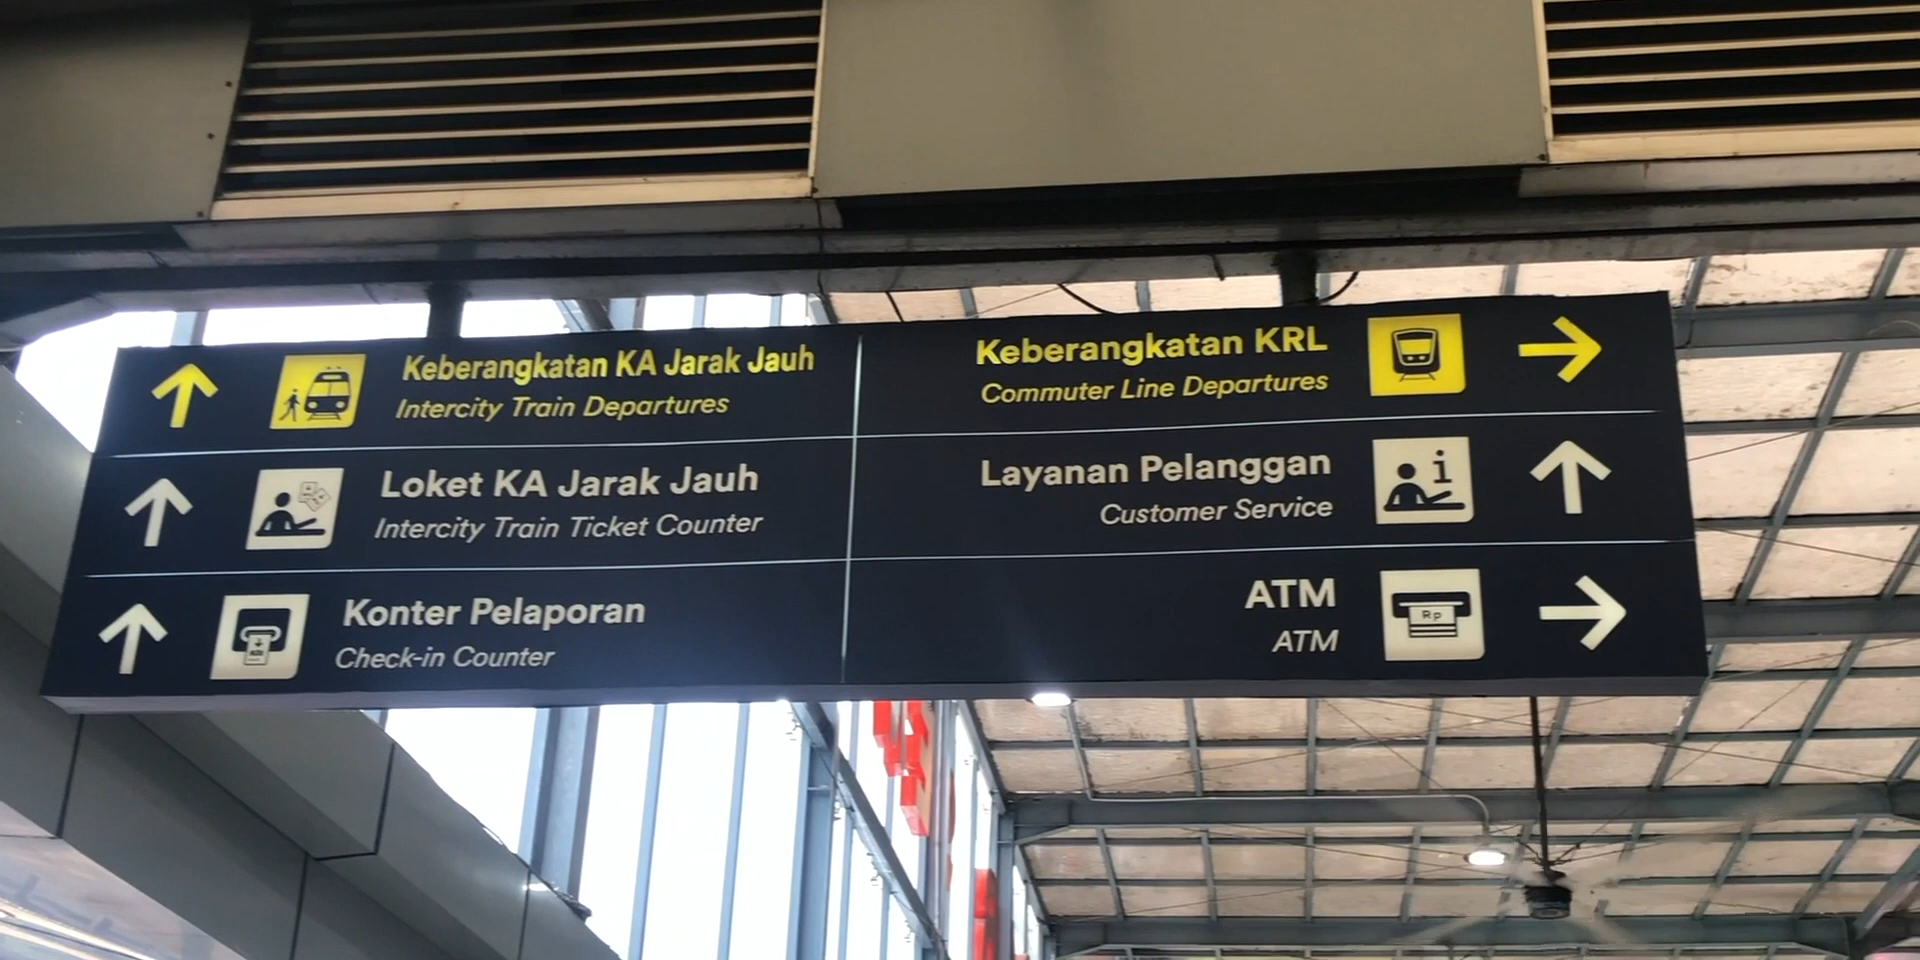 Keberangkatan KA Jarak Jauh
Intercity Train Departures
Loket KA Jarak Jauh
Intercity Train Ticket Counter
Konter Pelaporan
Check-in Counter
Keberangkatan KRL
Commuter Line Departures
Layanan Pelanggan
Customer Service
i
ATM
ATM
Rp